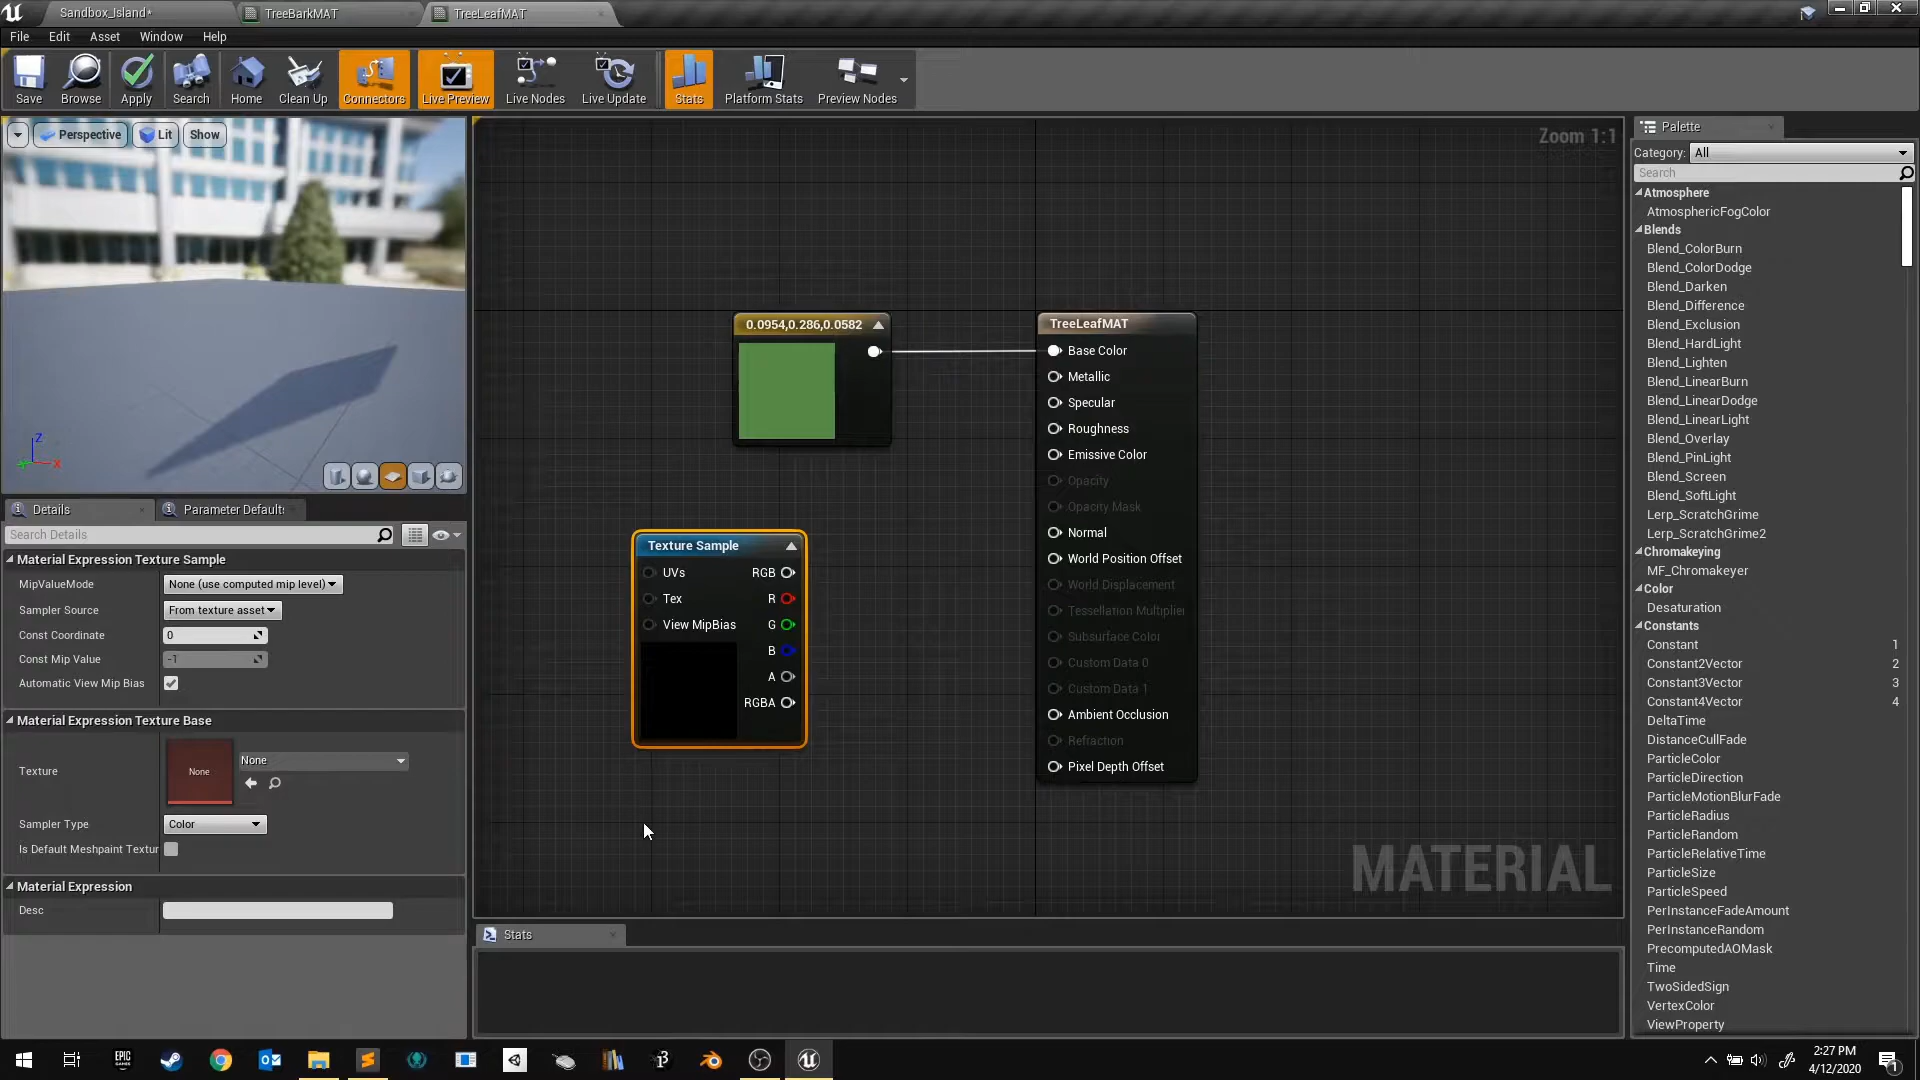 Sandbox_Island*
TreeBarkMAT
TreeLeafMAT
File
Edit
Asset
Window
Help
Save
Browse
Apply
Search
Home
Clean Up
Connectors
Live Preview
Live Nodes
Live Update
Stats
Platform Stats
Preview Nodes
Perspective
Lit
Show
Z
X
Details
Parameter Defaults
Search Details
Material Expression Texture Sample
MipValueMode
None (use computed mip level)
Sampler Source
From texture asset
Const Coordinate
0
Const Mip Value
-1
Automatic View Mip Bias
Material Expression Texture Base
Texture
None
None
Sampler Type
Color
Is Default Meshpaint Textur
Material Expression
Desc
Zoom 1:1
0.0954,0.286,0.0582
TreeLeafMAT
Base Color
Metallic
Specular
Roughness
Emissive Color
Opacity
Opacity Mask
Normal
World Position Offset
World Displacement
Tessellation Multiplier
Subsurface Color
Custom Data 0
Custom Data 1
Ambient Occlusion
Refraction
Pixel Depth Offset
Texture Sample
UVs
RGB
Tex
R
View MipBias
G
B
A
RGBA
MATERIAL
Stats
Palette
Category:
All
Search
Atmosphere
AtmosphericFogColor
Blends
Blend_ColorBurn
Blend_ColorDodge
Blend_Darken
Blend_Difference
Blend_Exclusion
Blend_HardLight
Blend_Lighten
Blend_LinearBurn
Blend_LinearDodge
Blend_LinearLight
Blend_Overlay
Blend_PinLight
Blend_Screen
Blend_SoftLight
Lerp_ScratchGrime
Lerp_ScratchGrime2
Chromakeying
MF_Chromakeyer
Color
Desaturation
Constants
Constant 1
Constant2Vector 2
Constant3Vector 3
Constant4Vector 4
DeltaTime
DistanceCullFade
ParticleColor
ParticleDirection
ParticleMotionBlurFade
ParticleRadius
ParticleRandom
ParticleRelativeTime
ParticleSize
ParticleSpeed
PerInstanceFadeAmount
PerInstanceRandom
PrecomputedAOMask
Time
TwoSidedSign
VertexColor
ViewProperty
EPIC
GAMES
2:27 PM
4/12/2020
1